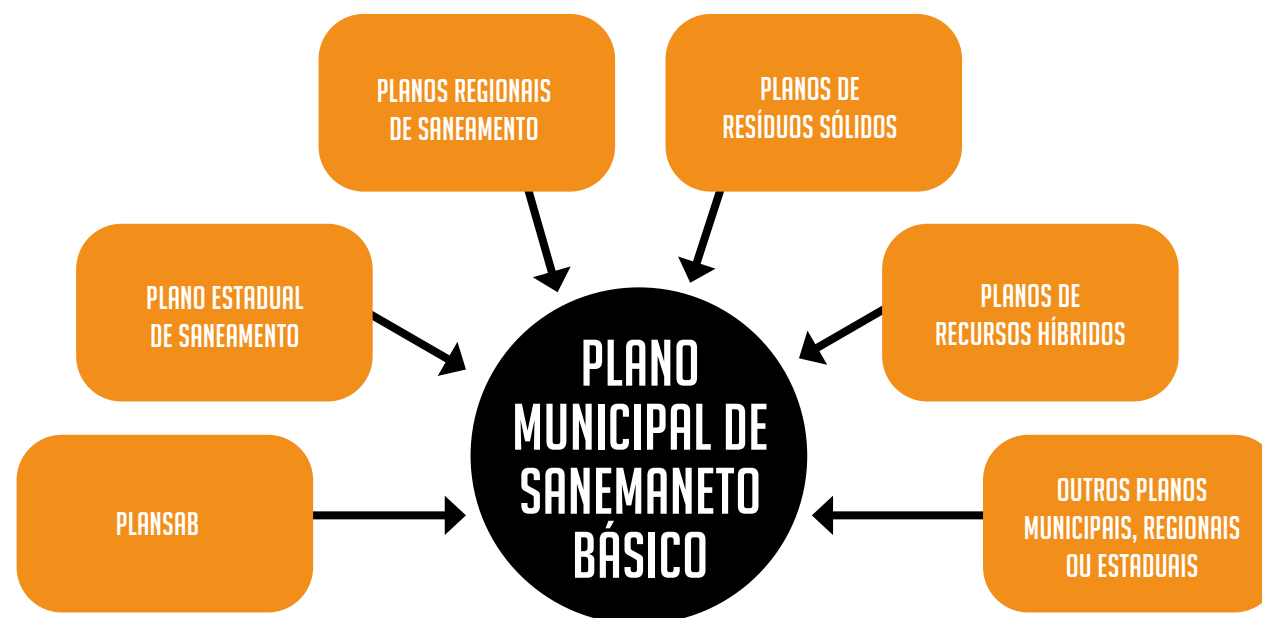 PLANOS REGIONAIS
DE SANEAMENTO
PLANOS DE
RESÍDUOS SÓLIDOS
PLANO ESTADUAL
DE SANEAMENTO
PLANOS DE
RECURSOS HÍBRIDOS
PLANO
MUNICIPAL DE
SANEMANETO
BÁSICO
PLANSAB
OUTROS PLANOS
MUNICIPAIS, REGIONAIS
OU ESTADUAIS